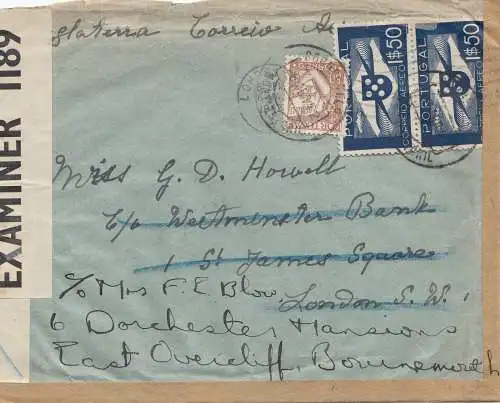 EXAMINER 1189
glaterra Correio
PORTUGAL
1$50
CORREIO AEREO
PORTUGAL
1$50
CORREIO AEREO
Miss G. D. Howell
c/o Westminster Bank
1 St James Square
London S.W.1
c/o Mrs F. E. Blow
6 Dorchester Mansions
East Overcliff, Bournemouth